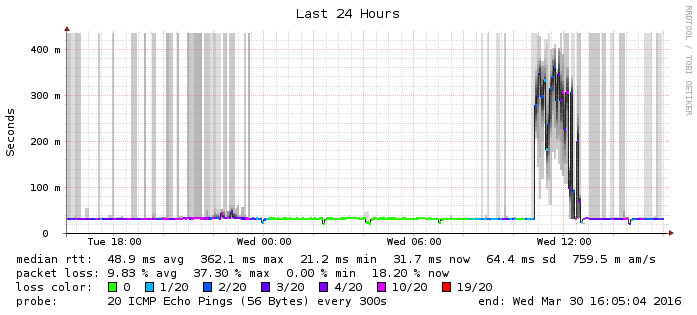 Last 24 Hours
RRDTOOL / TOBI OETIKER
Seconds
400 m
300 m
200 m
100 m
0
Tue 18:00 Wed 00:00 Wed 06:00 Wed 12:00
median rtt: 48.9 ms avg 362.1 ms max 21.2 ms min 31.7 ms now 64.4 ms sd 759.5 m am/s
packet loss: 9.83 % avg 37.30 % max 0.00 % min 18.20 % now
loss color: 0 1/20 2/20 3/20 4/20 10/20 19/20
probe: 20 ICMP Echo Pings (56 Bytes) every 300s end: Wed Mar 30 16:05:04 2016